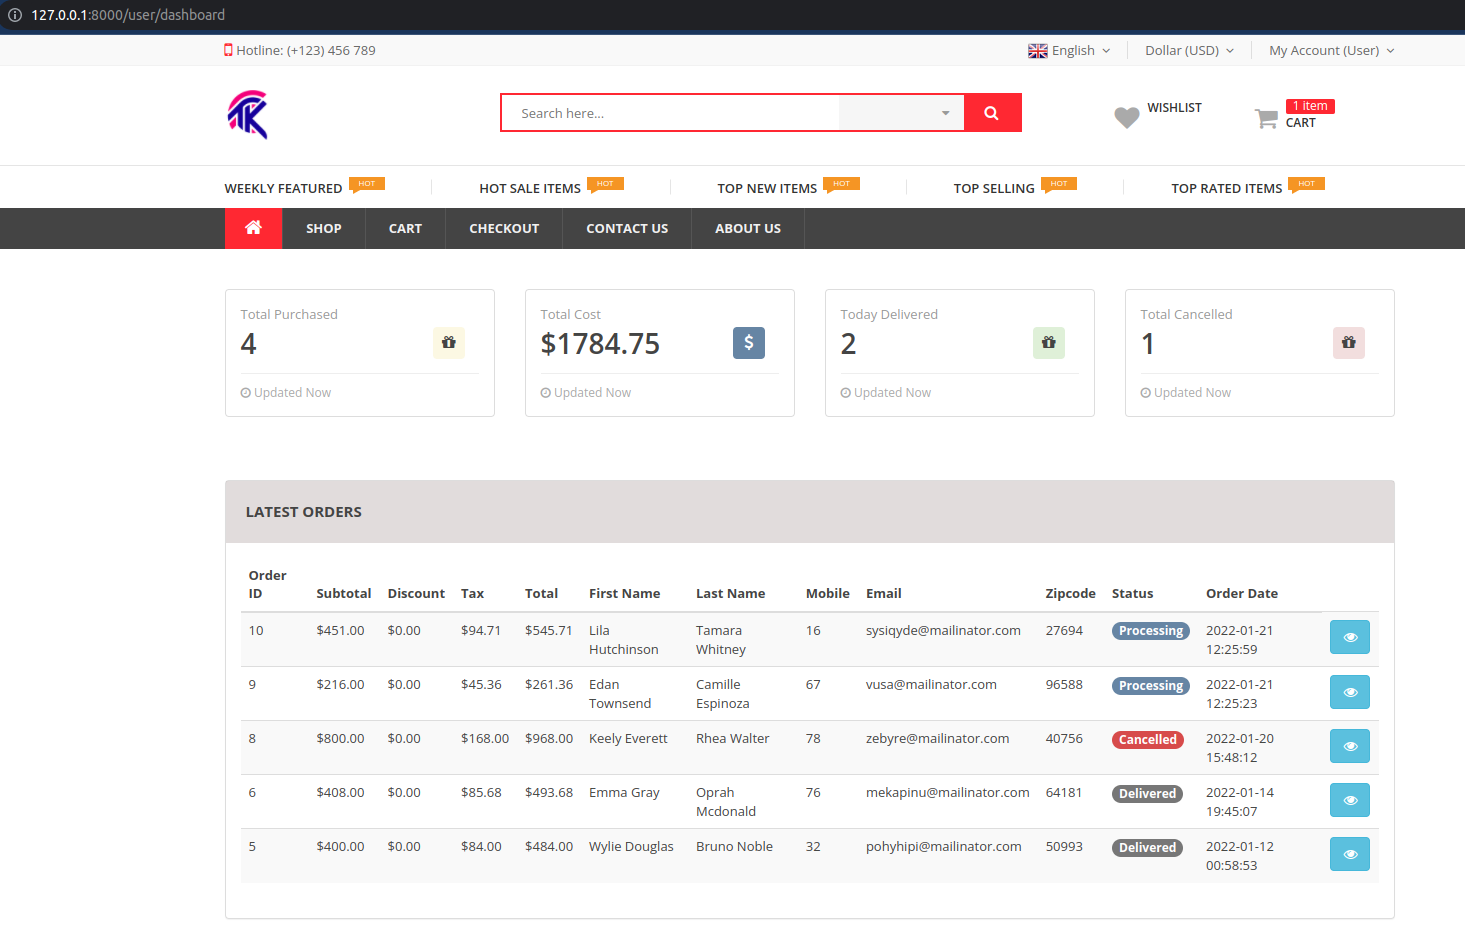 127.0.0.1:8000/user/dashboard
Hotline: (+123) 456 789
English
Dollar (USD)
My Account (User)
TK
Search here...
WISHLIST
1 item
CART
WEEKLY FEATURED HOT
HOT SALE ITEMS HOT
TOP NEW ITEMS HOT
TOP SELLING HOT
TOP RATED ITEMS HOT
SHOP CART CHECKOUT CONTACT US ABOUT US
Total Purchased
4
Updated Now
Total Cost
$1784.75
$
Updated Now
Today Delivered
2
Updated Now
Total Cancelled
1
Updated Now
LATEST ORDERS
Order
ID Subtotal Discount Tax Total First Name Last Name Mobile Email Zipcode Status Order Date
10 $451.00 $0.00 $94.71 $545.71 Lila Tamara 16 sysiqyde@mailinator.com 27694 Processing 2022-01-21
Hutchinson Whitney 12:25:59
9 $216.00 $0.00 $45.36 $261.36 Edan Camille 67 vusa@mailinator.com 96588 Processing 2022-01-21
Townsend Espinoza 12:25:23
8 $800.00 $0.00 $168.00 $968.00 Keely Everett Rhea Walter 78 zebyre@mailinator.com 40756 Cancelled 2022-01-20
15:48:12
6 $408.00 $0.00 $85.68 $493.68 Emma Gray Oprah 76 mekapinu@mailinator.com 64181 Delivered 2022-01-14
Mcdonald 19:45:07
5 $400.00 $0.00 $84.00 $484.00 Wylie Douglas Bruno Noble 32 pohyhipi@mailinator.com 50993 Delivered 2022-01-12
00:58:53